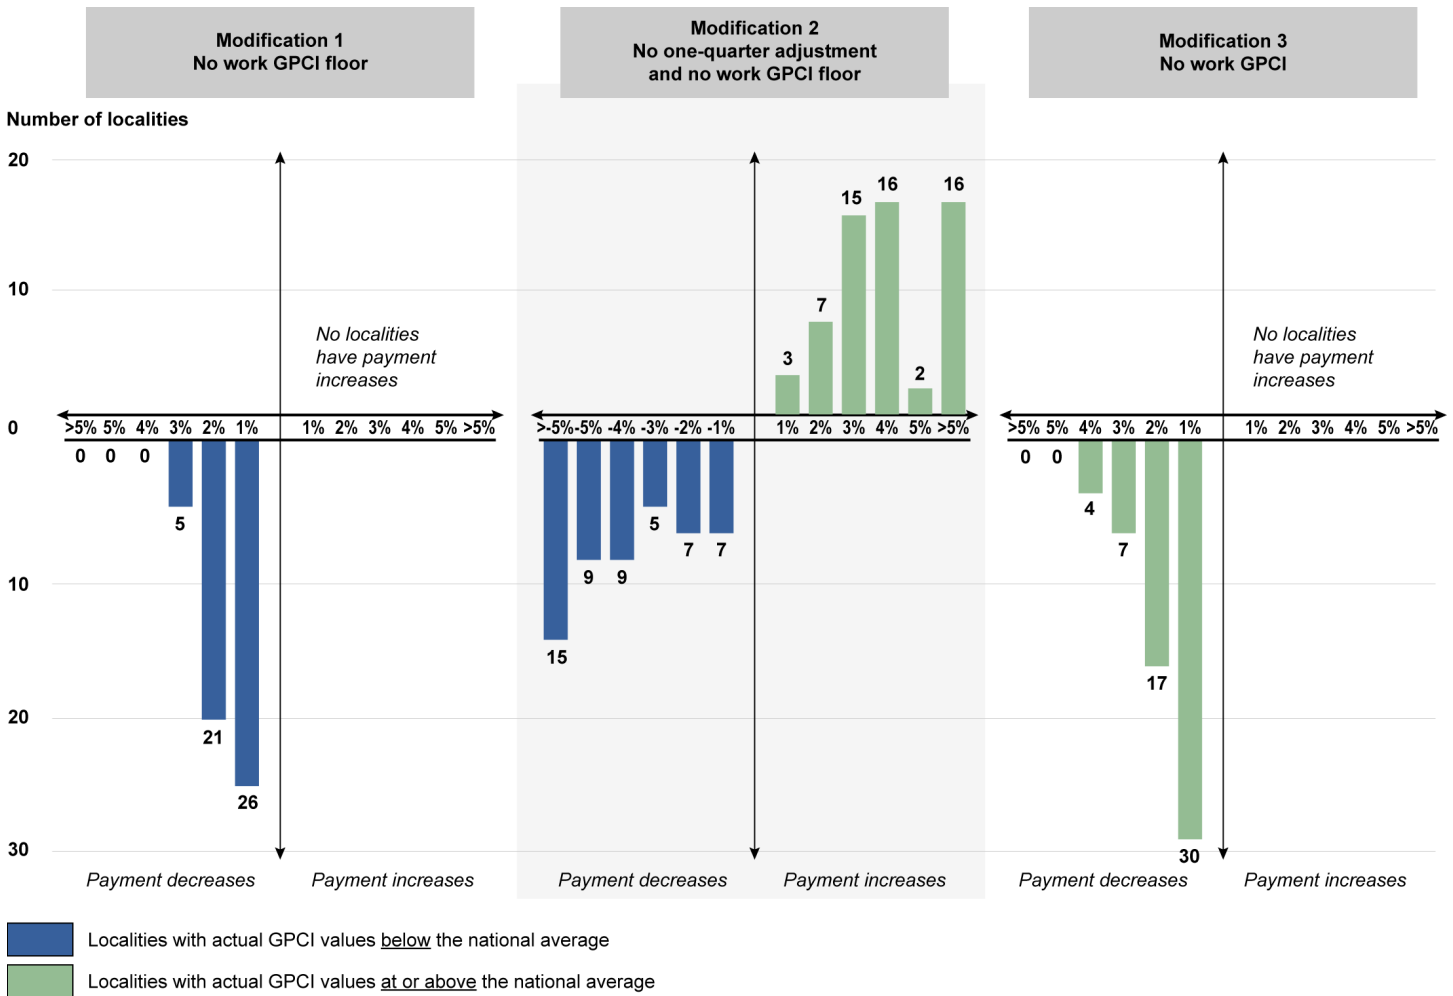 Modification 1
No work GPCI floor
Modification 2
No one-quarter adjustment
and no work GPCI floor
Modification 3
No work GPCI
Number of localities
20
10
0
10
20
30
No localities
have payment
increases
>5% 5% 4% 3% 2% 1%
1% 2% 3% 4% 5% >5%
0 0 0
5
21
26
Payment decreases
Payment increases
3
7
15
16
2
16
>-5% -5% -4% -3% -2% -1%
1% 2% 3% 4% 5% >5%
15
9
9
5
7
7
Payment decreases
Payment increases
No localities
have payment
increases
>5% 5% 4% 3% 2% 1%
1% 2% 3% 4% 5% >5%
0 0
4
7
17
30
Payment decreases
Payment increases
Localities with actual GPCI values below the national average
Localities with actual GPCI values at or above the national average